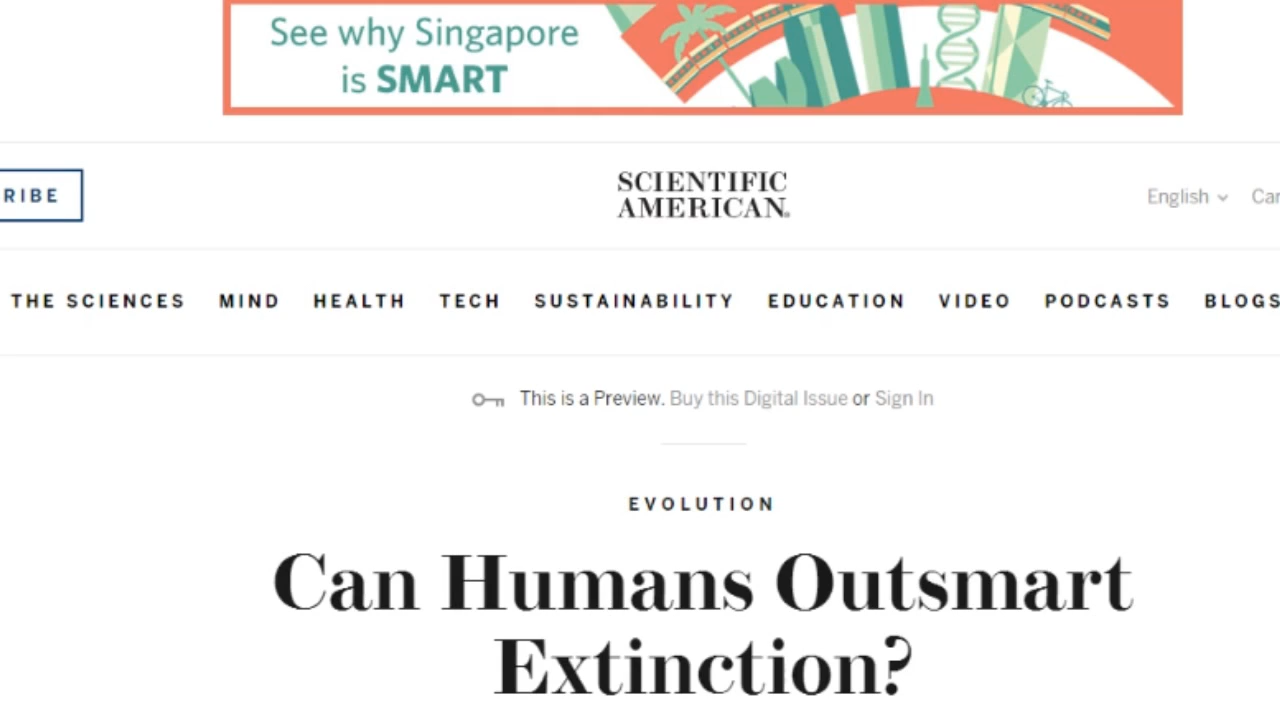 See why Singapore
is SMART
RIBE
SCIENTIFIC
AMERICAN®
English
Car
THE SCIENCES MIND HEALTH TECH SUSTAINABILITY EDUCATION VIDEO PODCASTS BLOGS
This is a Preview. Buy this Digital Issue or Sign In
EVOLUTION
Can Humans Outsmart
Extinction?